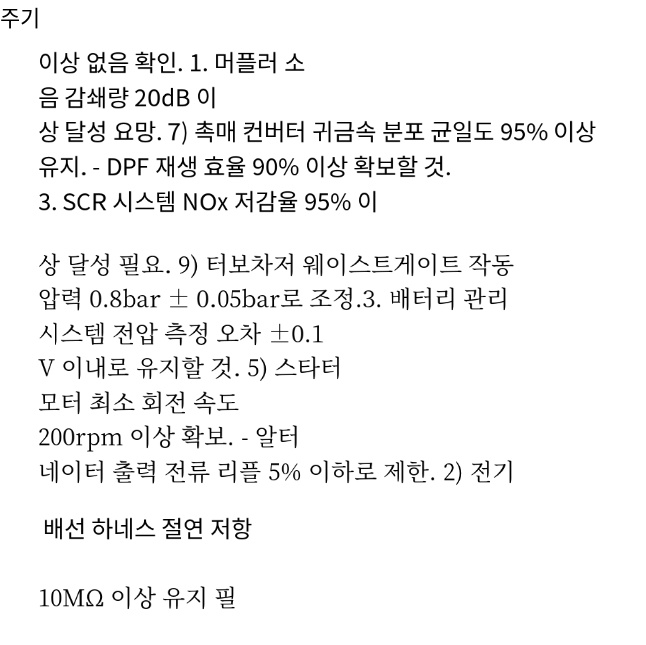 주기
이상 없음 확인. 1. 머플러 소
음 감쇄량 20dB 이
상 달성 요망. 7) 촉매 컨버터 귀금속 분포 균일도 95% 이상
유지. - DPF 재생 효율 90% 이상 확보할 것.
3. SCR 시스템 NOx 저감율 95% 이
상 달성 필요. 9) 터보차저 웨이스트게이트 작동
압력 0.8bar ± 0.05bar로 조정.3. 배터리 관리
시스템 전압 측정 오차 ±0.1
V 이내로 유지할 것. 5) 스타터
모터 최소 회전 속도
200rpm 이상 확보. - 알터
네이터 출력 전류 리플 5% 이하로 제한. 2) 전기
배선 하네스 절연 저항
10MΩ 이상 유지 필